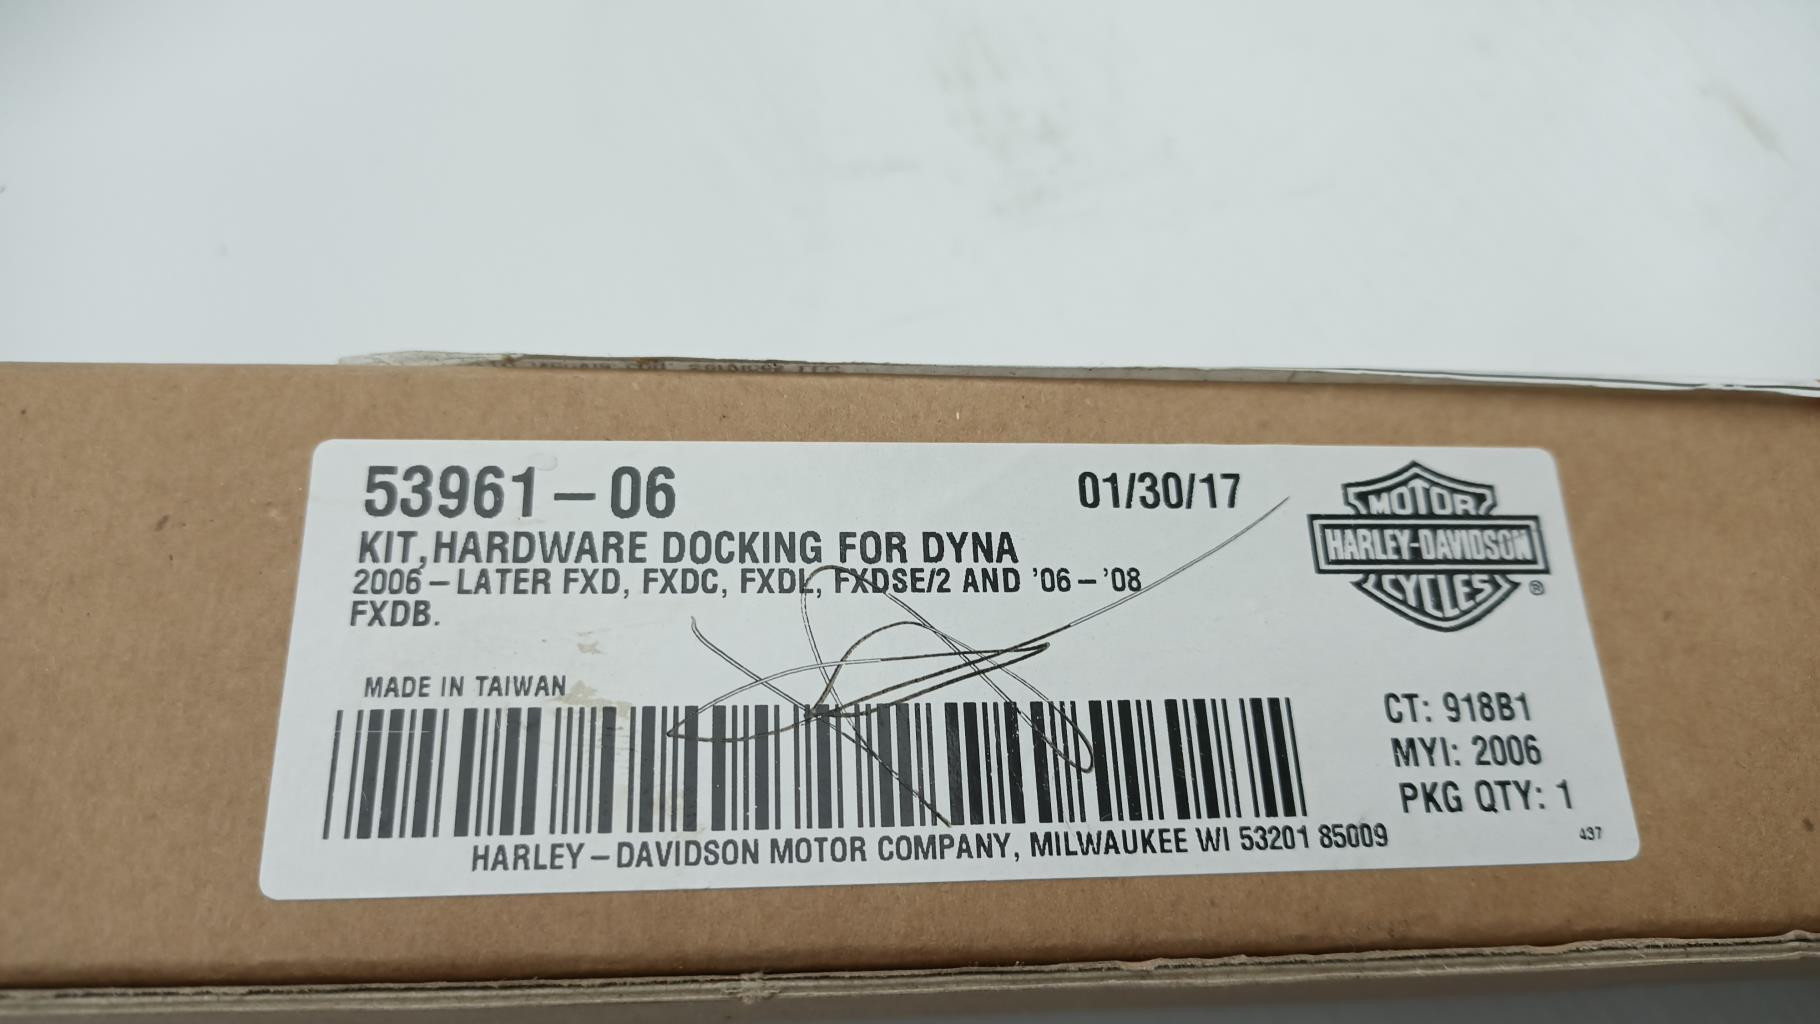 53961-06
01/30/17
KIT, HARDWARE DOCKING FOR DYNA
2006-LATER FXD, FXDC, FXDL, FXDSE/2 AND '06-'08
FXDB.
MOTOR
HARLEY-DAVIDSON
CYCLES
®
MADE IN TAIWAN
CT: 918B1
MYI: 2006
PKG QTY: 1
HARLEY-DAVIDSON MOTOR COMPANY, MILWAUKEE WI 53201 85009
437